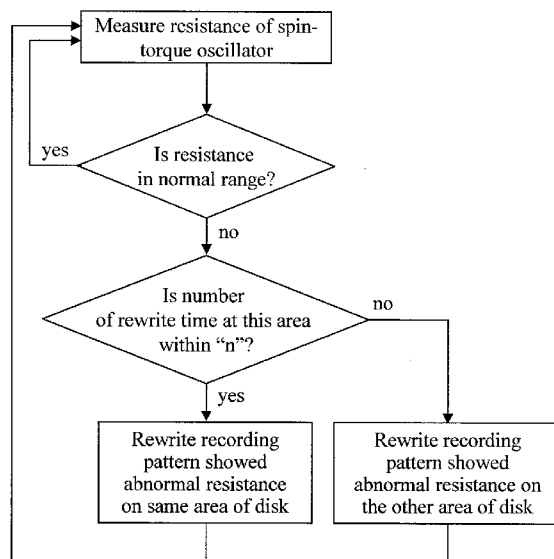 Measure resistance of spin-
torque oscillator
yes
Is resistance
in normal range?
no
Is number
of rewrite time at this area
within “n”?
no
yes
Rewrite recording
pattern showed
abnormal resistance
on same area of disk
Rewrite recording
pattern showed
abnormal resistance on
the other area of disk